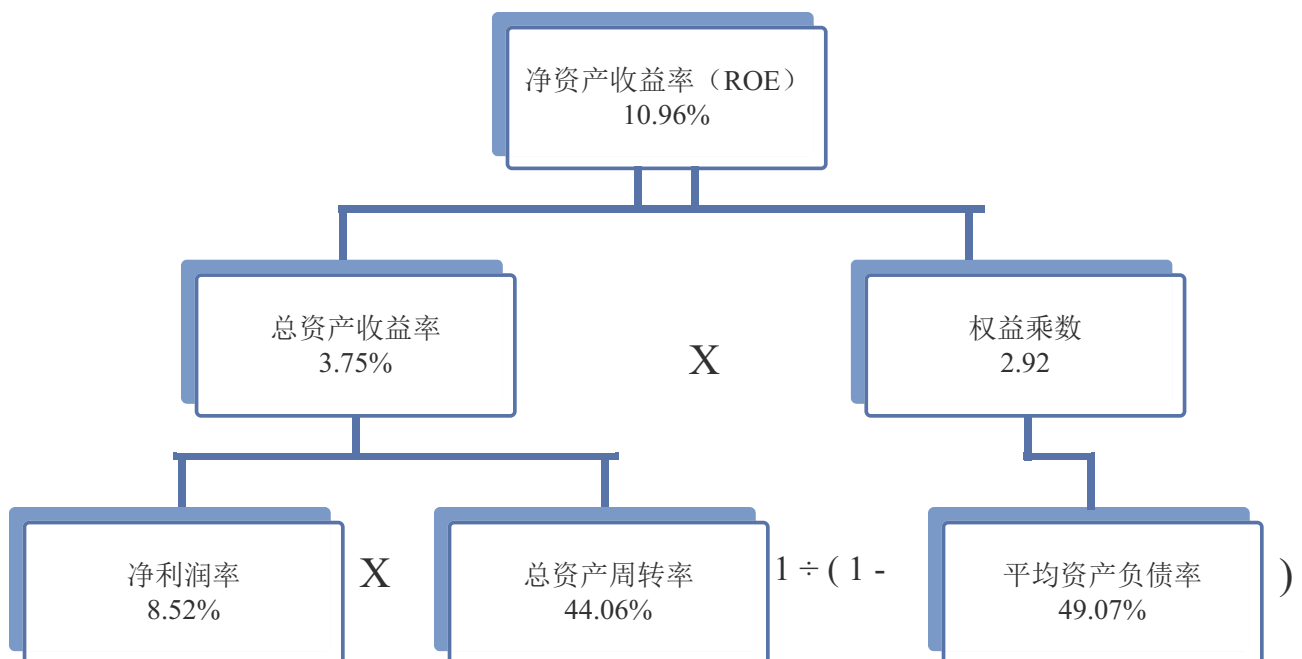 净资产收益率（ROE）
10.96%
总资产收益率
3.75%
X
权益乘数
2.92
净利润率
8.52%
X
总资产周转率
44.06%
1 ÷ ( 1 -
平均资产负债率
49.07%
)